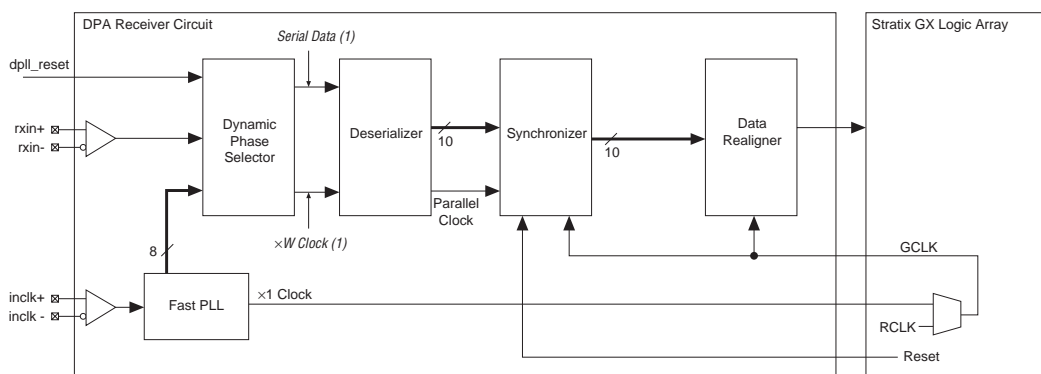 DPA Receiver Circuit
Stratix GX Logic Array
Serial Data (1)
dpll_reset
rxin+
rxin-
Dynamic
Phase
Selector
Deserializer
10
Synchronizer
10
Data
Realigner
Parallel
Clock
×W Clock (1)
8
GCLK
inclk+
inclk -
Fast PLL
×1 Clock
RCLK
Reset